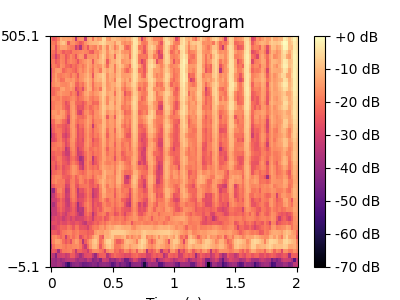 Mel Spectrogram
505.1
-5.1
0
0.5
1
1.5
2
+0 dB
-10 dB
-20 dB
-30 dB
-40 dB
-50 dB
-60 dB
-70 dB